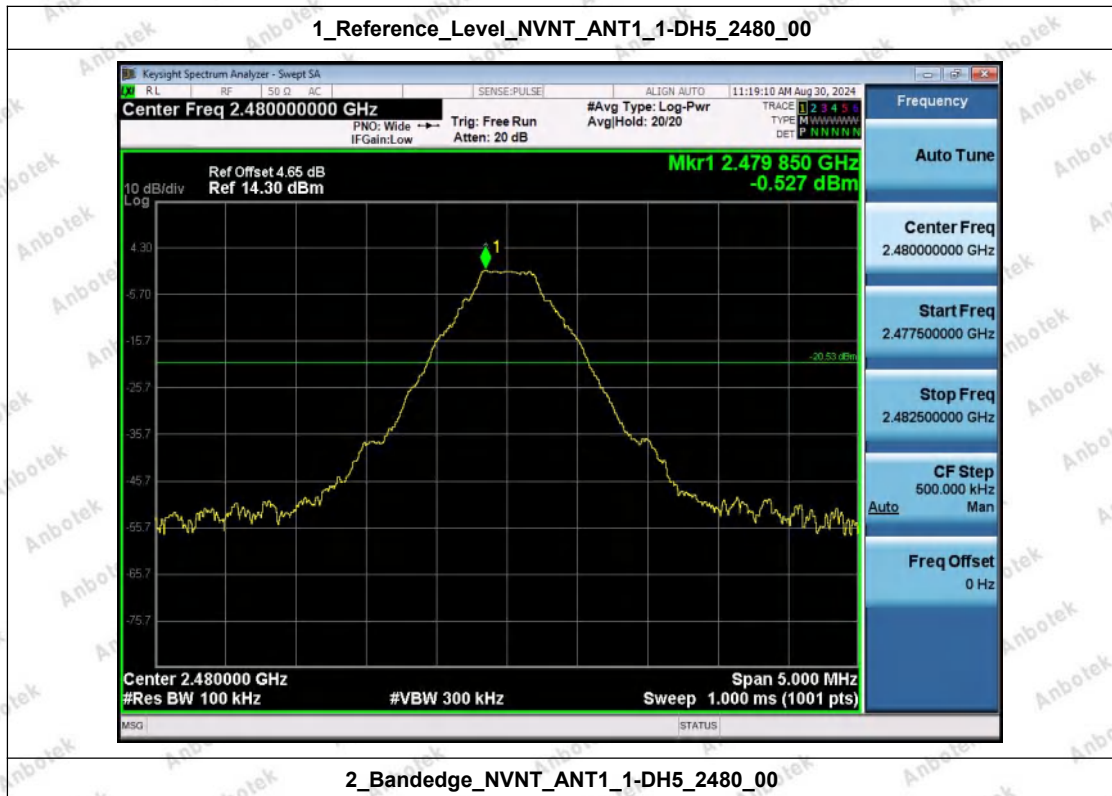 1_Reference_Level_NVNT_ANT1_1-DH5_2480_00
Keysight Spectrum Analyzer - Swept SA
LXI RL RF 50 Ω AC SENSE:PULSE ALIGN AUTO 11:19:10 AM Aug 30, 2024
Center Freq 2.480000000 GHz
PNO: Wide
IFGain:Low
Trig: Free Run
Atten: 20 dB
#Avg Type: Log-Pwr
Avg|Hold: 20/20
TRACE 1 2 3 4 5 6
TYPE M WWWWW
DET P N N N N N
Mkr1 2.479 850 GHz
-0.527 dBm
Ref Offset 4.65 dB
10 dB/div Ref 14.30 dBm
Log
4.30
-5.70
-15.7
-25.7
-35.7
-45.7
-55.7
-65.7
-75.7
1
-20.53 dBm
Center 2.480000 GHz Span 5.000 MHz
#Res BW 100 kHz #VBW 300 kHz Sweep 1.000 ms (1001 pts)
MSG STATUS
Frequency
Auto Tune
Center Freq
2.480000000 GHz
Start Freq
2.477500000 GHz
Stop Freq
2.482500000 GHz
CF Step
500.000 kHz
Auto Man
Freq Offset
0 Hz
2_Bandedge_NVNT_ANT1_1-DH5_2480_00
Anbotek